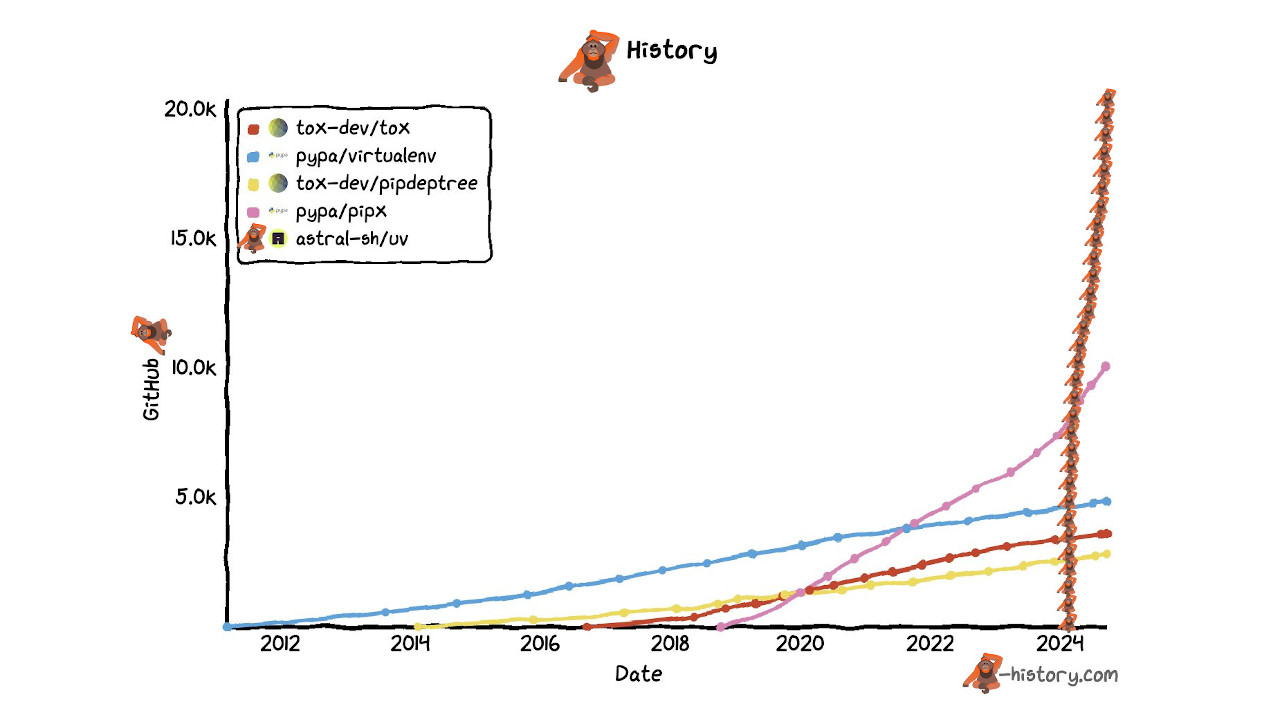 History
20.0k
15.0k
10.0k
5.0k
GitHub
tox-dev/tox
pypa/virtualenv
tox-dev/pipdeptree
pypa/pipx
astral-sh/uv
2012
2014
2016
2018
2020
2022
2024
Date
-history.com